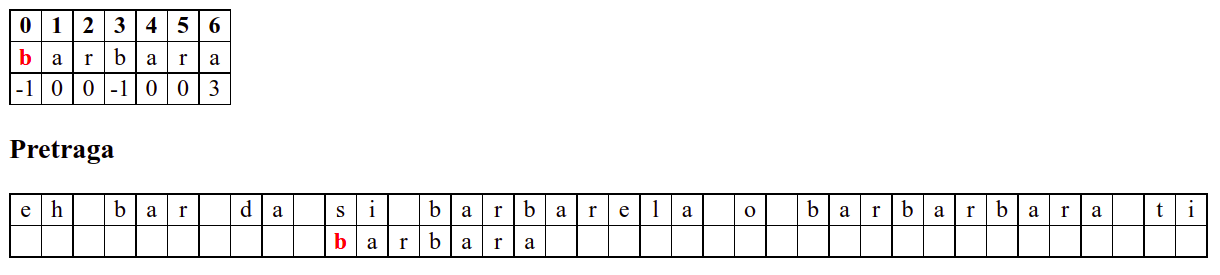 0 1 2 3 4 5 6
b a r b a r a
-1 0 0 -1 0 0 3
Pretraga
e h b a r d a s i b a r b a r e l a o b a r b a r b a r a t i
b a r b a r a